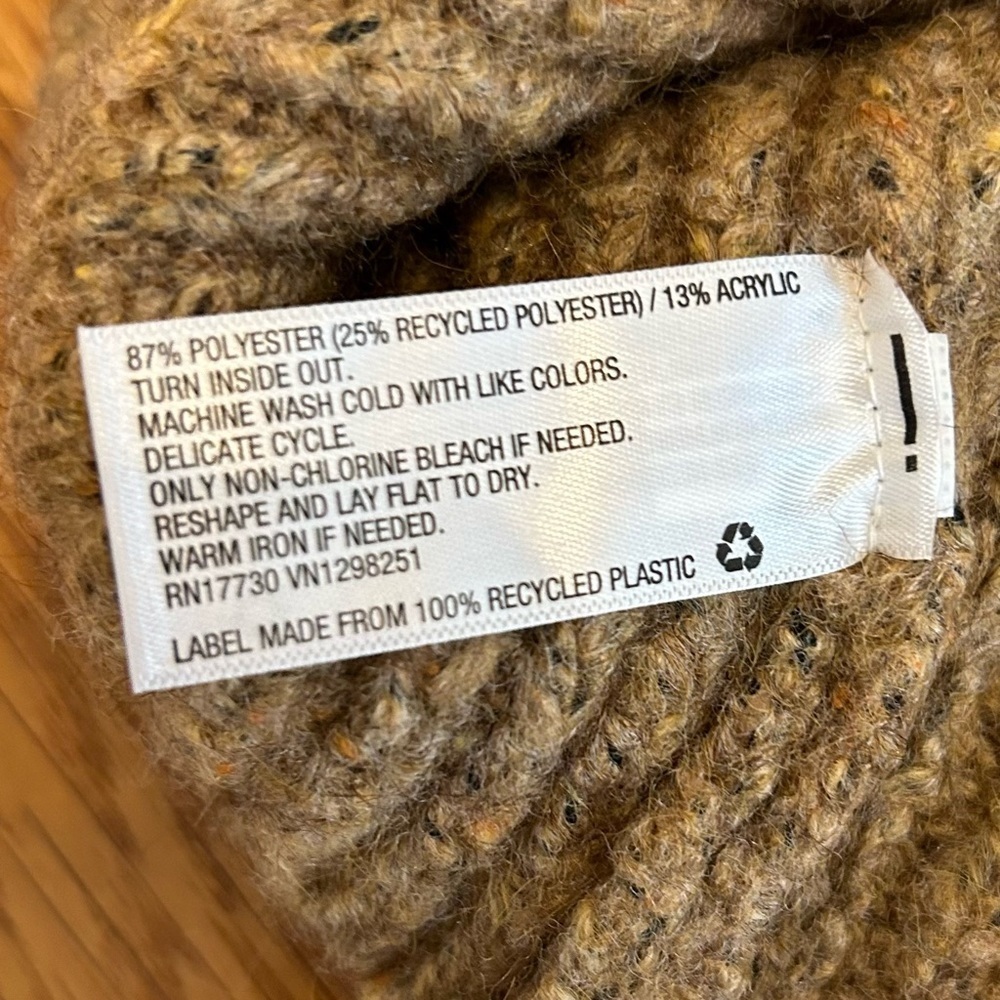 87% POLYESTER (25% RECYCLED POLYESTER) / 13% ACRYLIC
TURN INSIDE OUT.
MACHINE WASH COLD WITH LIKE COLORS.
DELICATE CYCLE.
ONLY NON-CHLORINE BLEACH IF NEEDED.
RESHAPE AND LAY FLAT TO DRY.
WARM IRON IF NEEDED.
RN17730 VN1298251
LABEL MADE FROM 100% RECYCLED PLASTIC